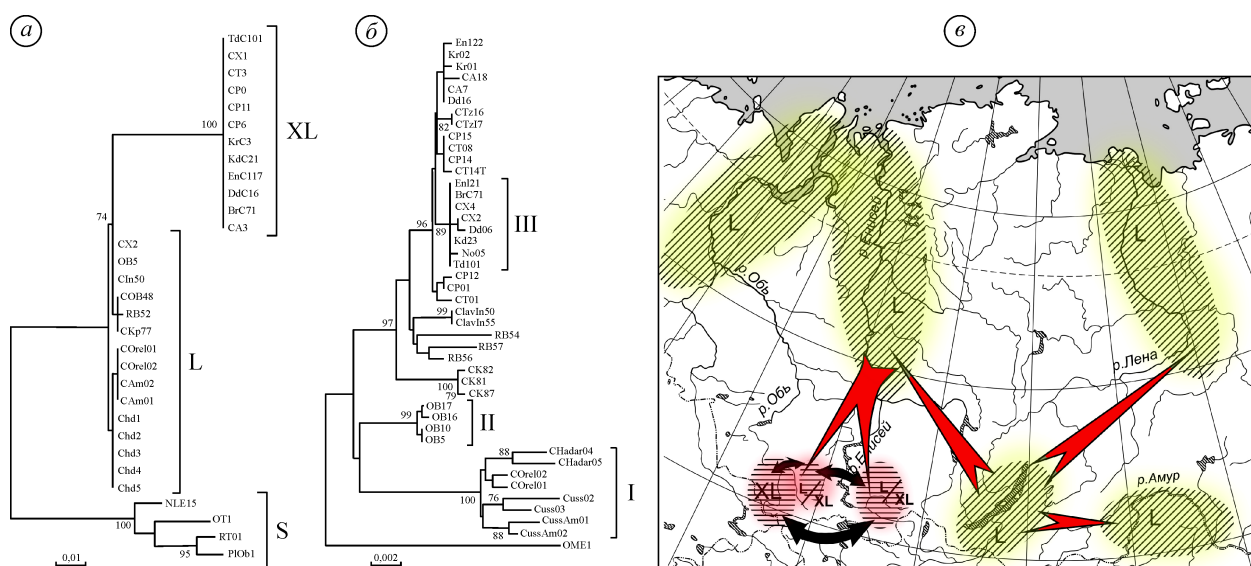 а
TdC101
CX1
CT3
CP0
CP11
CP6
KrC3
KdC21
EnC117
DdC16
BrC71
CA3
100
XL
74
CX2
OB5
CIn50
COB48
RB52
CKp77
COrel01
COrel02
CAm02
CAm01
Chd1
Chd2
Chd3
Chd4
Chd5
L
NLE15
OT1
RT01
PlOb1
100
95
S
0,01
б
En122
Kr02
Kr01
CA18
CA7
Dd16
CTz16
CTzI7
82
CP15
CT08
CP14
CT14T
Enl21
BrC71
CX4
CX2
Dd06
Kd23
No05
Td101
96
89
III
CP12
CP01
CT01
99
ClavIn50
ClavIn55
97
RB54
RB57
RB56
CK82
CK81
CK87
100
79
OB17
OB16
OB10
OB5
99
II
CHadar04
CHadar05
88
COrel02
COrel01
100
76
Cuss02
Cuss03
CussAm01
CussAm02
88
I
OME1
0,002
в
L
р.Енисей
L
L
р.Обь
р.Лена
р.Обь
р.Енисей
XL
L/XL
L/XL
р.Амур
L
L